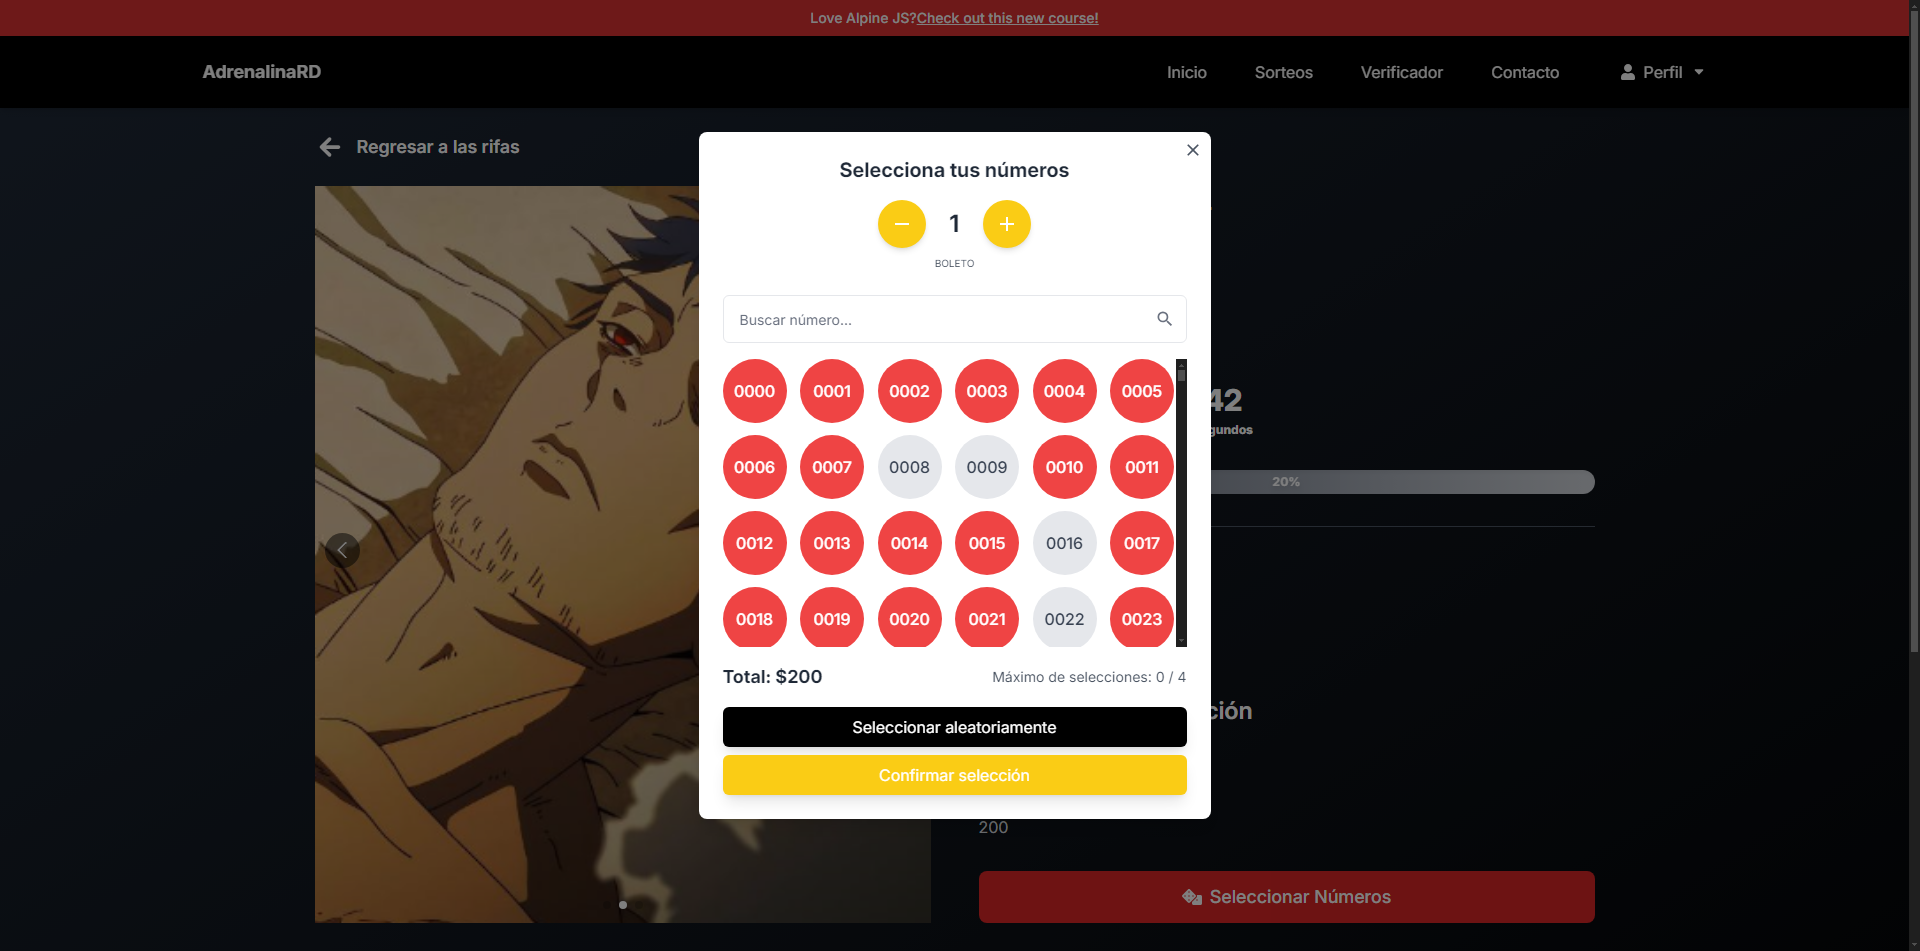 Love Alpine JS?Check out this new course!
AdrenalinaRD
Inicio
Sorteos
Verificador
Contacto
Perfil
Regresar a las rifas
Selecciona tus números
1
BOLETO
Buscar número...
0000 0001 0002 0003 0004 0005
0006 0007 0008 0009 0010 0011
0012 0013 0014 0015 0016 0017
0018 0019 0020 0021 0022 0023
Total: $200
Máximo de selecciones: 0 / 4
Seleccionar aleatoriamente
Confirmar selección
42
gundos
20%
ción
200
Seleccionar Números